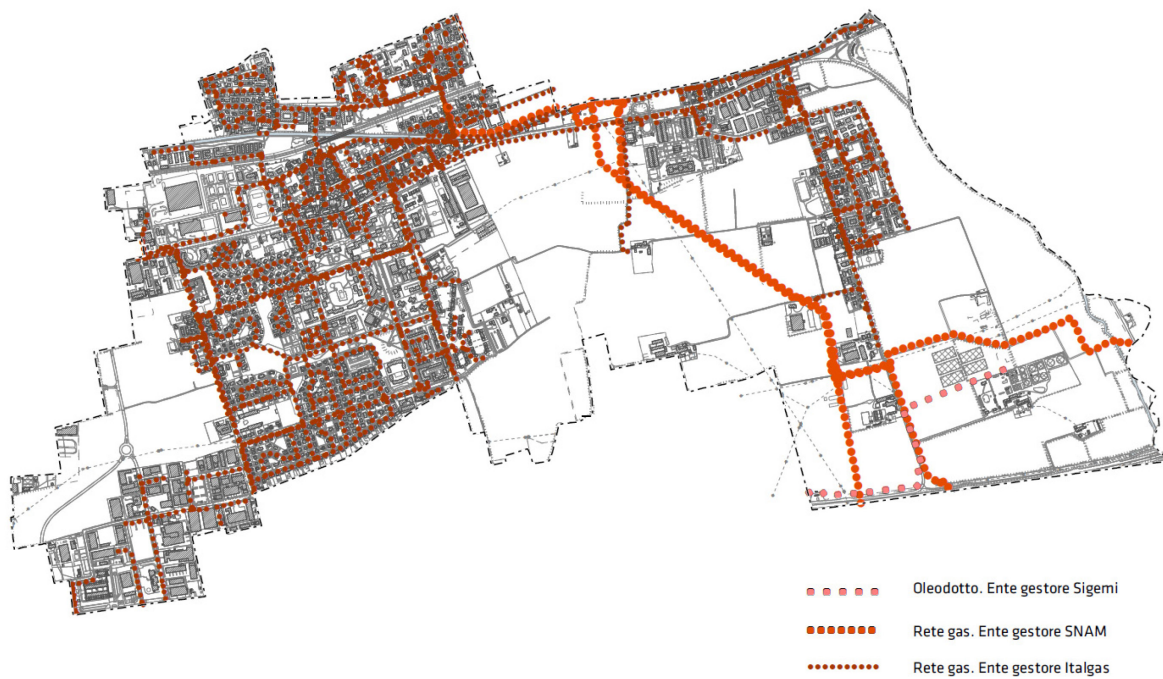 Oleodotto. Ente gestore Sigemi
Rete gas. Ente gestore SNAM
Rete gas. Ente gestore Italgas